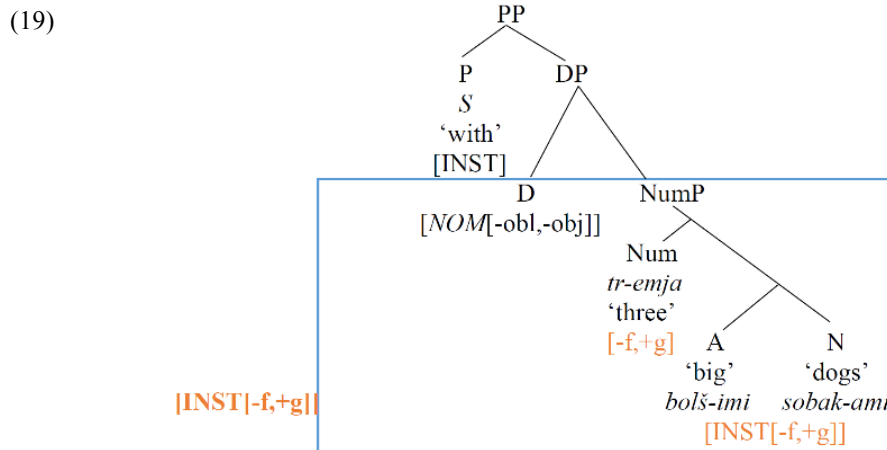 (19)
PP
P DP
S
‘with’
[INST]
D NumP
[NOM[-obl,-obj]]
Num
tr-emja
‘three’
[-f,+g] A N
‘big’ ‘dogs’
[INST[-f,+g]] bolš-imi sobak-ami
[INST[-f,+g]]